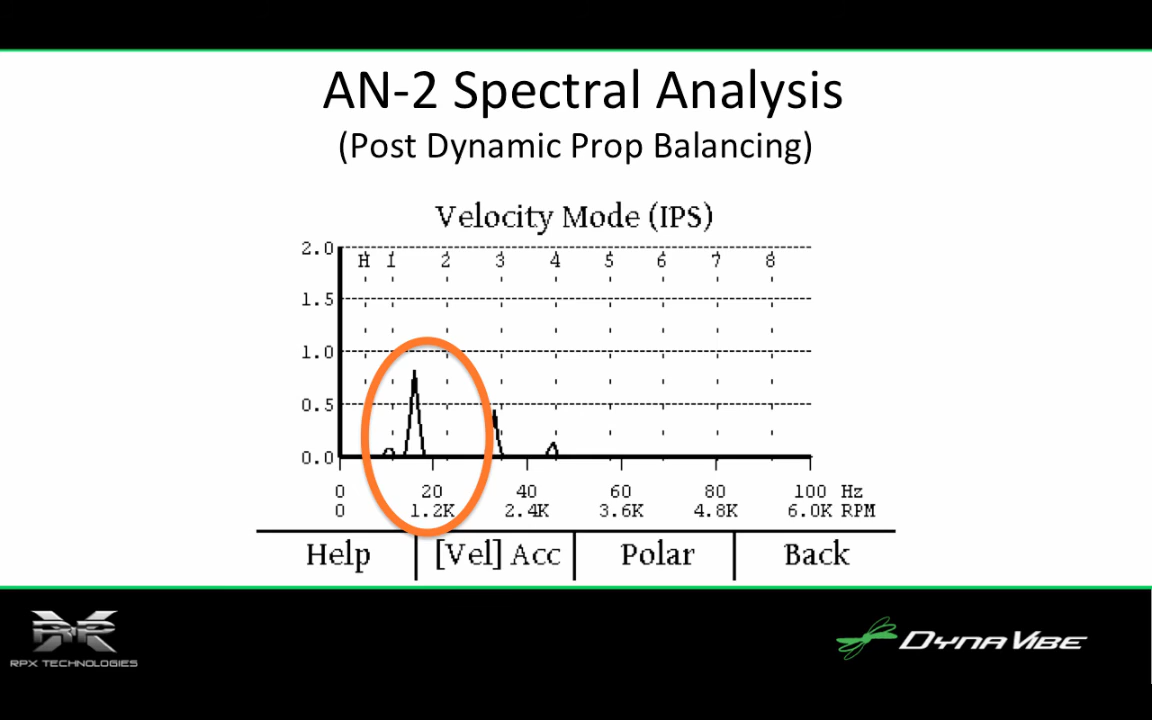 AN-2 Spectral Analysis
(Post Dynamic Prop Balancing)
Velocity Mode (IPS)
2.0
H 1 2 3 4 5 6 7 8
1.5
1.0
0.5
0.0
0 20 40 60 80 100 Hz
0 1.2K 2.4K 3.6K 4.8K 6.0K RPM
Help [Vel] Acc Polar Back
RPX
RPX TECHNOLOGIES
DYNAVIBE